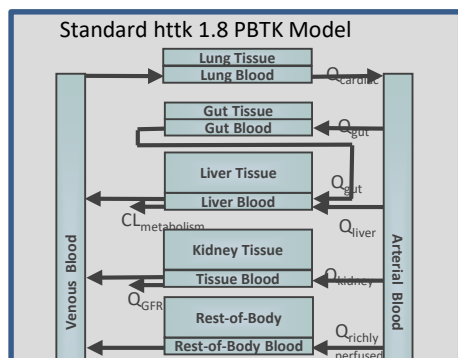 Standard httk 1.8 PBTK Model
Lung Tissue
Lung Blood
Qcardiac
Gut Tissue
Gut Blood
Qgut
Liver Tissue
Qgut
Liver Blood
CLmetabolism
Qliver
Kidney Tissue
Tissue Blood
Qkidney
QGFR
Rest-of-Body
Rest-of-Body Blood
Qrichly
perfused
Venous Blood
Arterial Blood